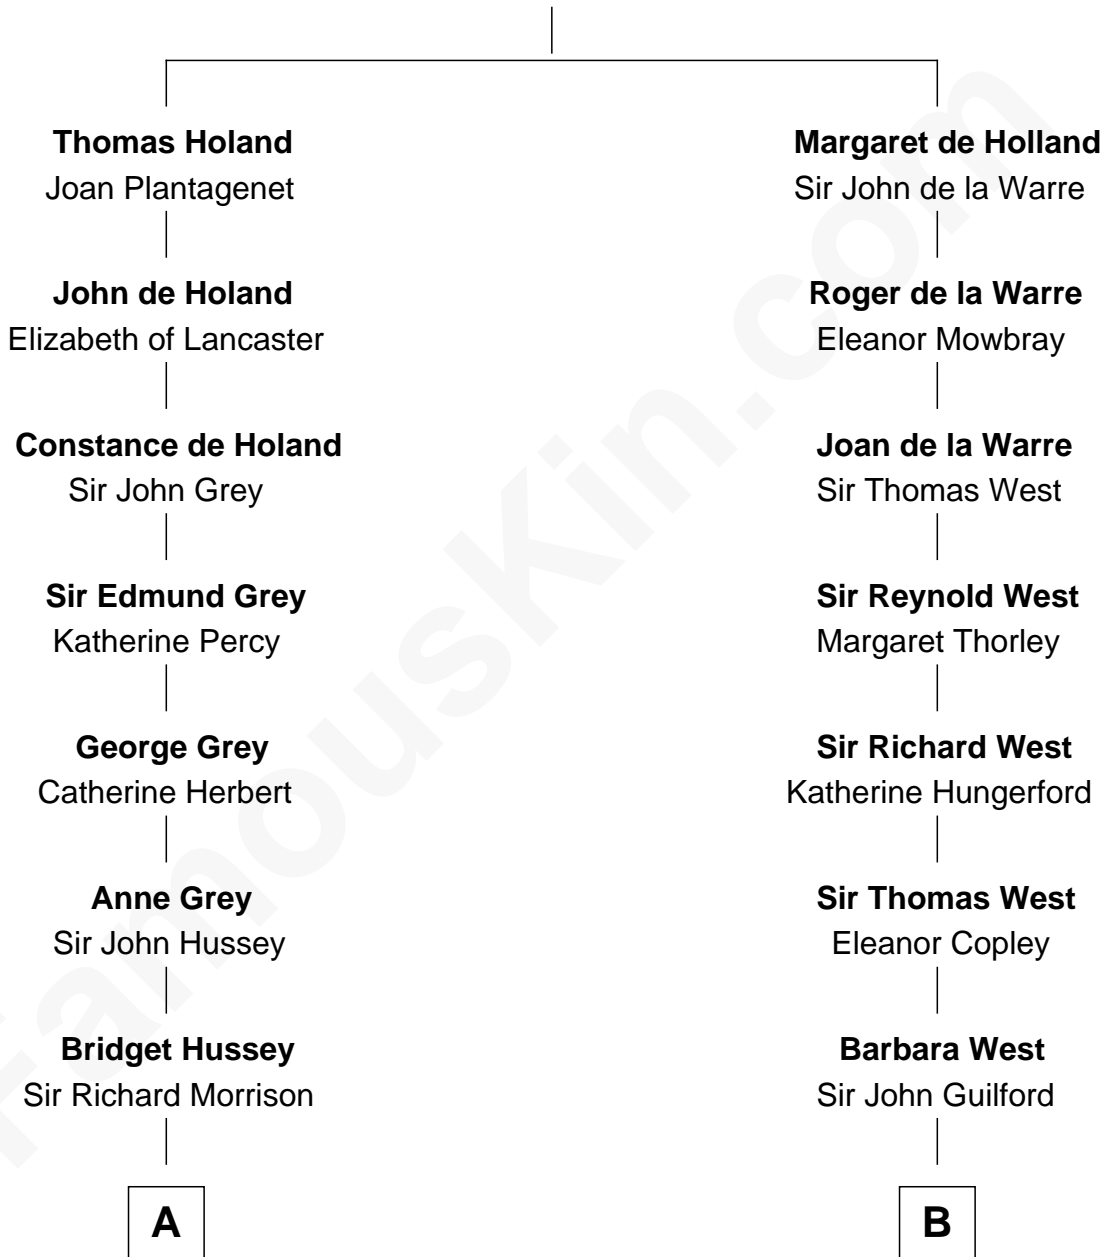 Thomas Holand
Joan Plantagenet
John de Holand
Elizabeth of Lancaster
Constance de Holand
Sir John Grey
Sir Edmund Grey
Katherine Percy
George Grey
Catherine Herbert
Anne Grey
Sir John Hussey
Bridget Hussey
Sir Richard Morrison
A
Margaret de Holland
Sir John de la Warre
Roger de la Warre
Eleanor Mowbray
Joan de la Warre
Sir Thomas West
Sir Reynold West
Margaret Thorley
Sir Richard West
Katherine Hungerford
Sir Thomas West
Eleanor Copley
Barbara West
Sir John Guilford
B
FamousKin.com